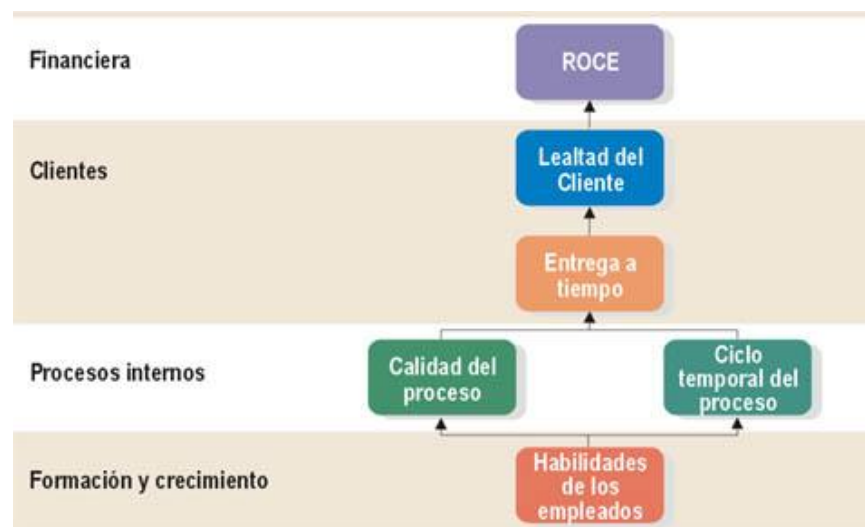 Financiera
ROCE
Clientes
Lealtad del
Cliente
Entrega a
tiempo
Procesos internos
Calidad del
proceso
Ciclo
temporal del
proceso
Formación y crecimiento
Habilidades
de los
empleados